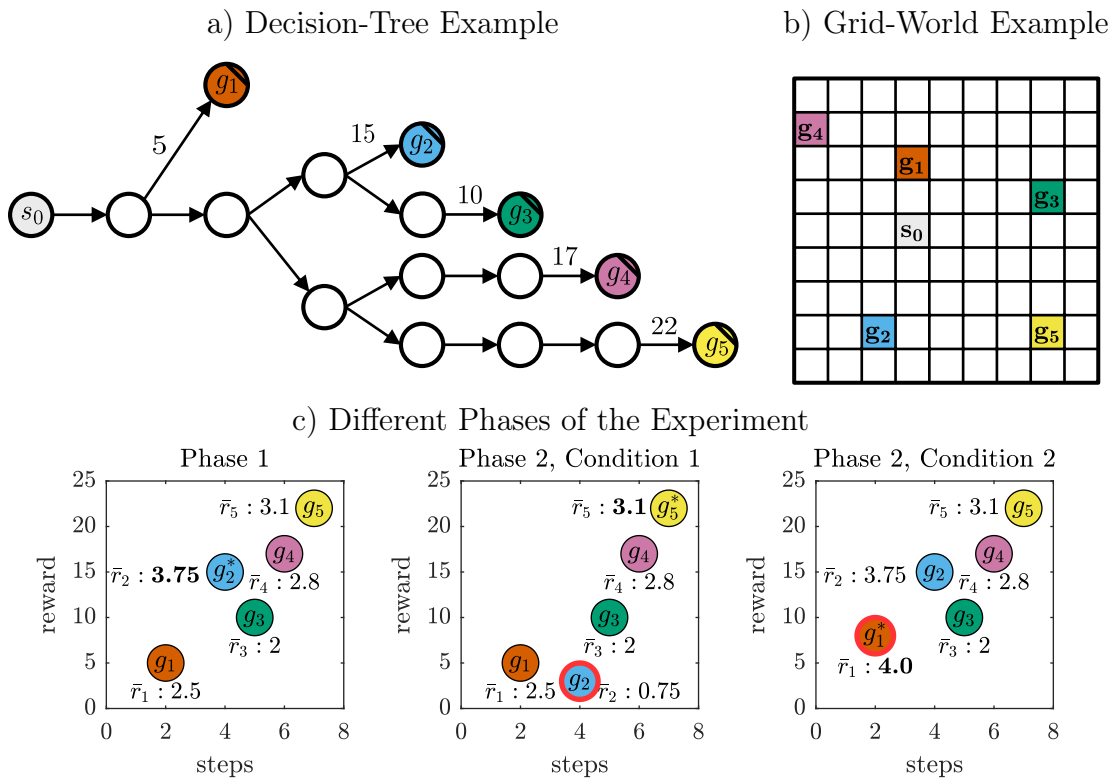 a) Decision-Tree Example
b) Grid-World Example
g₁
5
15
g₂
s₀
10
g₃
17
g₄
22
g₅
g₄
g₁
g₃
s₀
g₂
g₅
c) Different Phases of the Experiment
Phase 1
25
20
15
10
5
0
0 2 4 6 8
reward
steps
r̅₅ : 3.1 g₅
g₄
r̅₂ : 3.75 g₂*
r̅₄ : 2.8
g₃
r̅₃ : 2
g₁
r̅₁ : 2.5
Phase 2, Condition 1
25
20
15
10
5
0
0 2 4 6 8
reward
steps
r̅₅ : 3.1 g₅*
g₄
r̅₄ : 2.8
g₃
r̅₃ : 2
g₁
r̅₁ : 2.5
g₂ r̅₂ : 0.75
Phase 2, Condition 2
25
20
15
10
5
0
0 2 4 6 8
reward
steps
r̅₅ : 3.1 g₅
g₄
r̅₂ : 3.75 g₂
r̅₄ : 2.8
g₃
r̅₃ : 2
g₁*
r̅₁ : 4.0